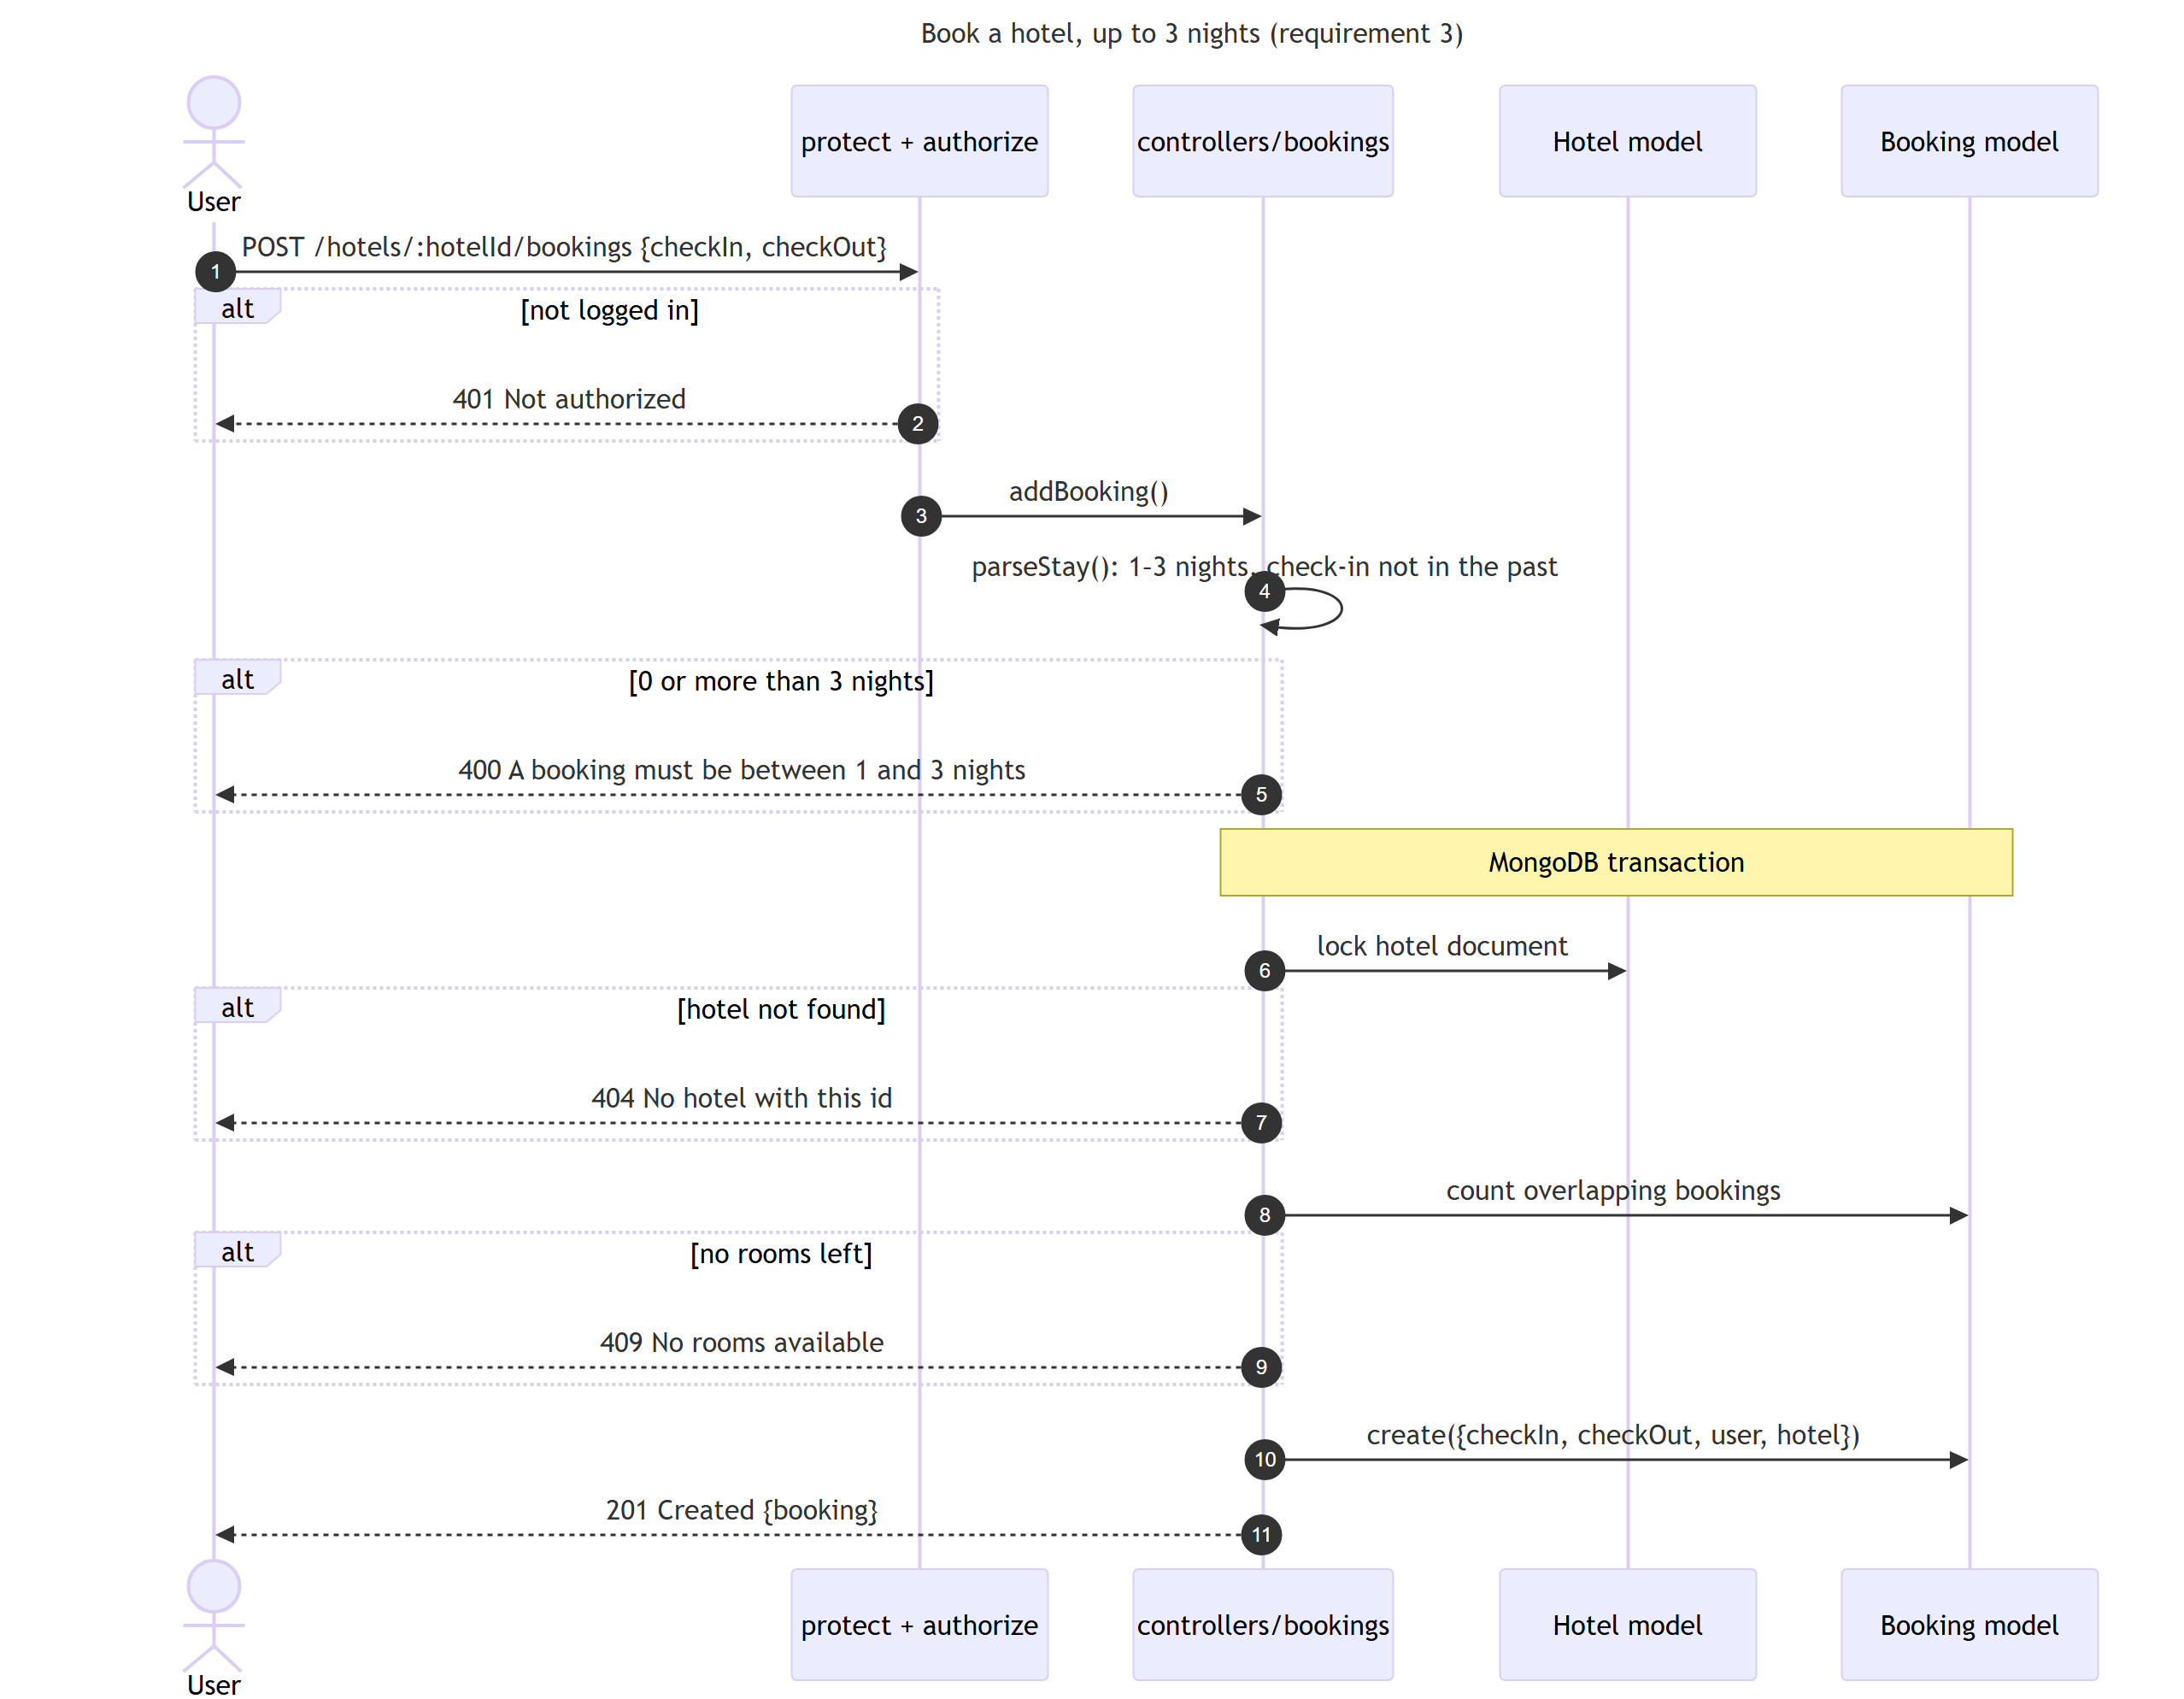 Book a hotel, up to 3 nights (requirement 3)
User
protect + authorize
controllers/bookings
Hotel model
Booking model
POST /hotels/:hotelId/bookings {checkIn, checkOut}
1
alt
[not logged in]
401 Not authorized
2
addBooking()
3
parseStay(): 1–3 nights, check-in not in the past
4
alt
[0 or more than 3 nights]
400 A booking must be between 1 and 3 nights
5
MongoDB transaction
lock hotel document
6
alt
[hotel not found]
404 No hotel with this id
7
count overlapping bookings
8
alt
[no rooms left]
409 No rooms available
9
create({checkIn, checkOut, user, hotel})
10
201 Created {booking}
11
User
protect + authorize
controllers/bookings
Hotel model
Booking model